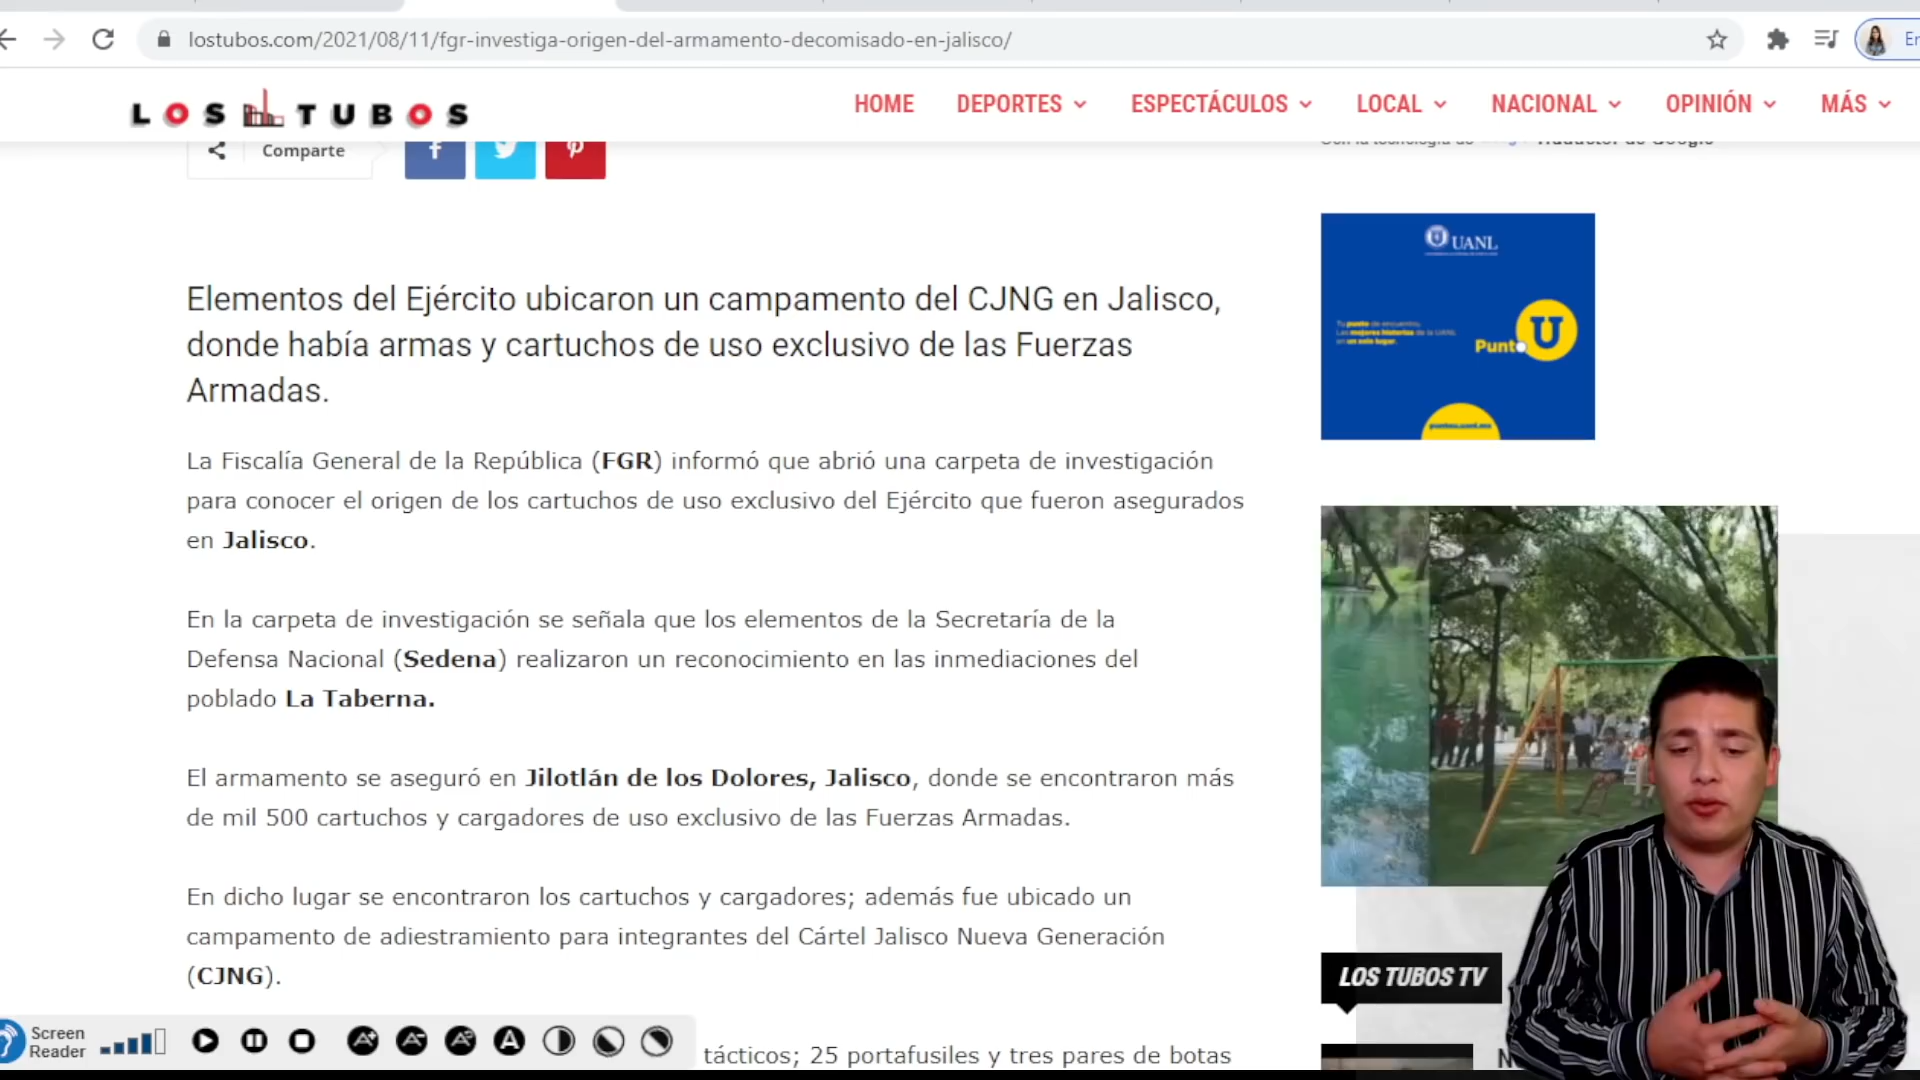 lostubos.com/2021/08/11/fgr-investiga-origen-del-armamento-decomisado-en-jalisco/
LOS TUBOS
HOME
DEPORTES
ESPECTÁCULOS
LOCAL
NACIONAL
OPINIÓN
MÁS
Comparte
UANL
Elementos del Ejército ubicaron un campamento del CJNG en Jalisco,
donde había armas y cartuchos de uso exclusivo de las Fuerzas
Armadas.
Punto U
La Fiscalía General de la República (FGR) informó que abrió una carpeta de investigación
para conocer el origen de los cartuchos de uso exclusivo del Ejército que fueron asegurados
en Jalisco.
En la carpeta de investigación se señala que los elementos de la Secretaría de la
Defensa Nacional (Sedena) realizaron un reconocimiento en las inmediaciones del
poblado La Taberna.
El armamento se aseguró en Jilotlán de los Dolores, Jalisco, donde se encontraron más
de mil 500 cartuchos y cargadores de uso exclusivo de las Fuerzas Armadas.
En dicho lugar se encontraron los cartuchos y cargadores; además fue ubicado un
campamento de adiestramiento para integrantes del Cártel Jalisco Nueva Generación
(CJNG).
LOS TUBOS TV
Screen
Reader
tácticos; 25 portafusiles y tres pares de botas